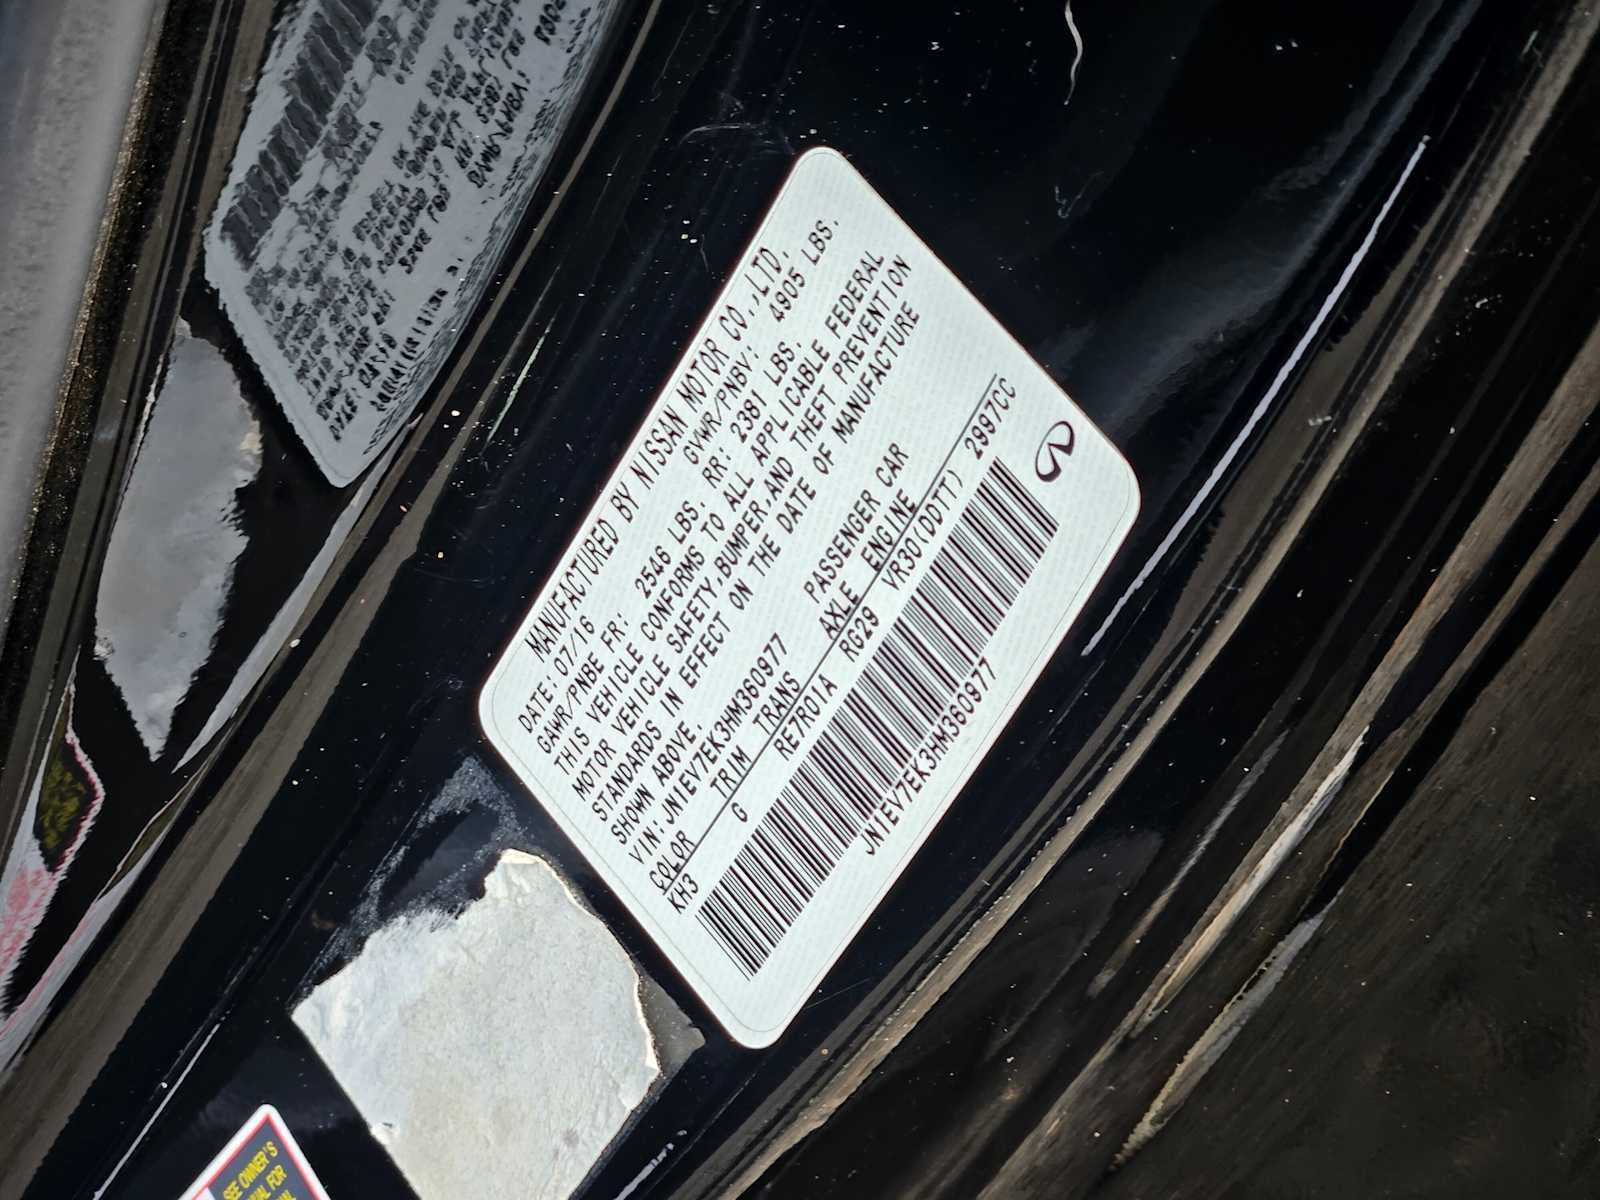 MANUFACTURED BY NISSAN MOTOR CO.,LTD.
DATE:07/16 GVWR/PNBV: 4905 LBS.
GAWR/PNBE FR: 2546 LBS. RR: 2381 LBS.
THIS VEHICLE CONFORMS TO ALL APPLICABLE FEDERAL
MOTOR VEHICLE SAFETY,BUMPER,AND THEFT PREVENTION
STANDARDS IN EFFECT ON THE DATE OF MANUFACTURE
SHOWN ABOVE.
VIN:JN1EV7EK3HM360977 PASSENGER CAR
COLOR TRIM TRANS AXLE ENGINE
KH3 G RE7R01A RG29 VR30(DDTT) 2997CC
JN1EV7EK3HM360977
SEE OWNER'S
FOR